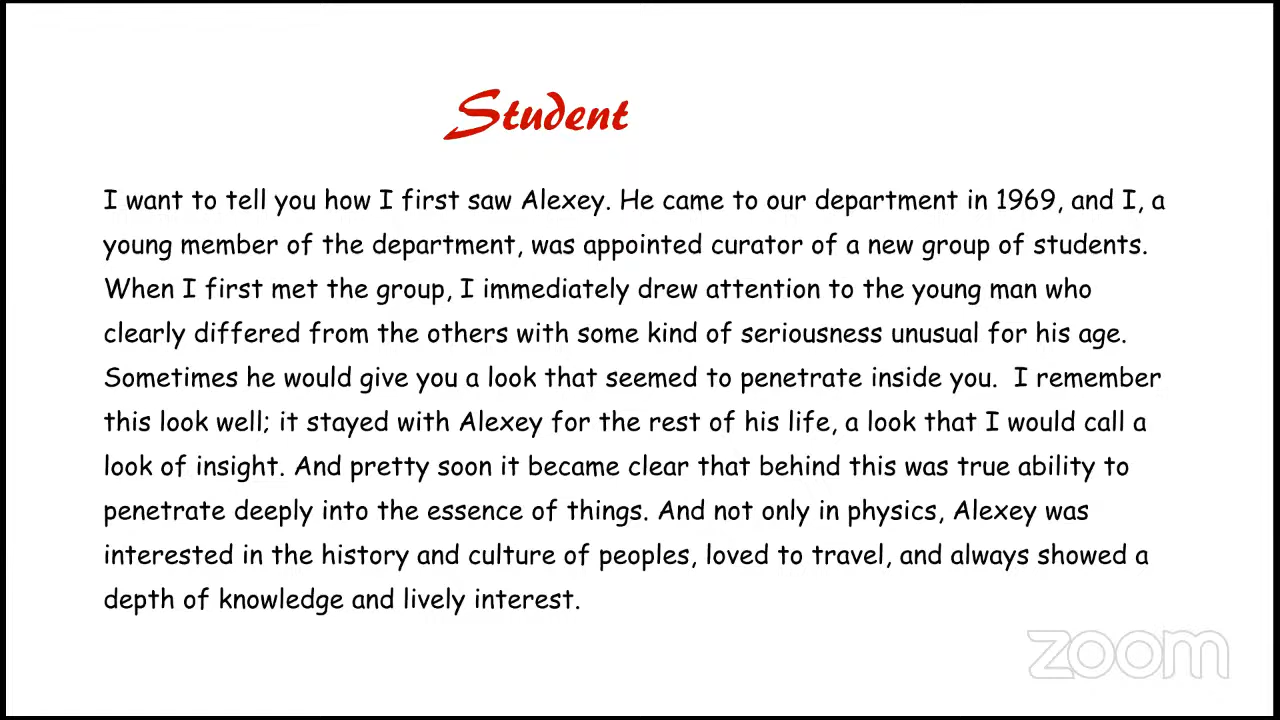 Student
I want to tell you how I first saw Alexey. He came to our department in 1969, and I, a
young member of the department, was appointed curator of a new group of students.
When I first met the group, I immediately drew attention to the young man who
clearly differed from the others with some kind of seriousness unusual for his age.
Sometimes he would give you a look that seemed to penetrate inside you.  I remember
this look well; it stayed with Alexey for the rest of his life, a look that I would call a
look of insight. And pretty soon it became clear that behind this was true ability to
penetrate deeply into the essence of things. And not only in physics, Alexey was
interested in the history and culture of peoples, loved to travel, and always showed a
depth of knowledge and lively interest.
zoom